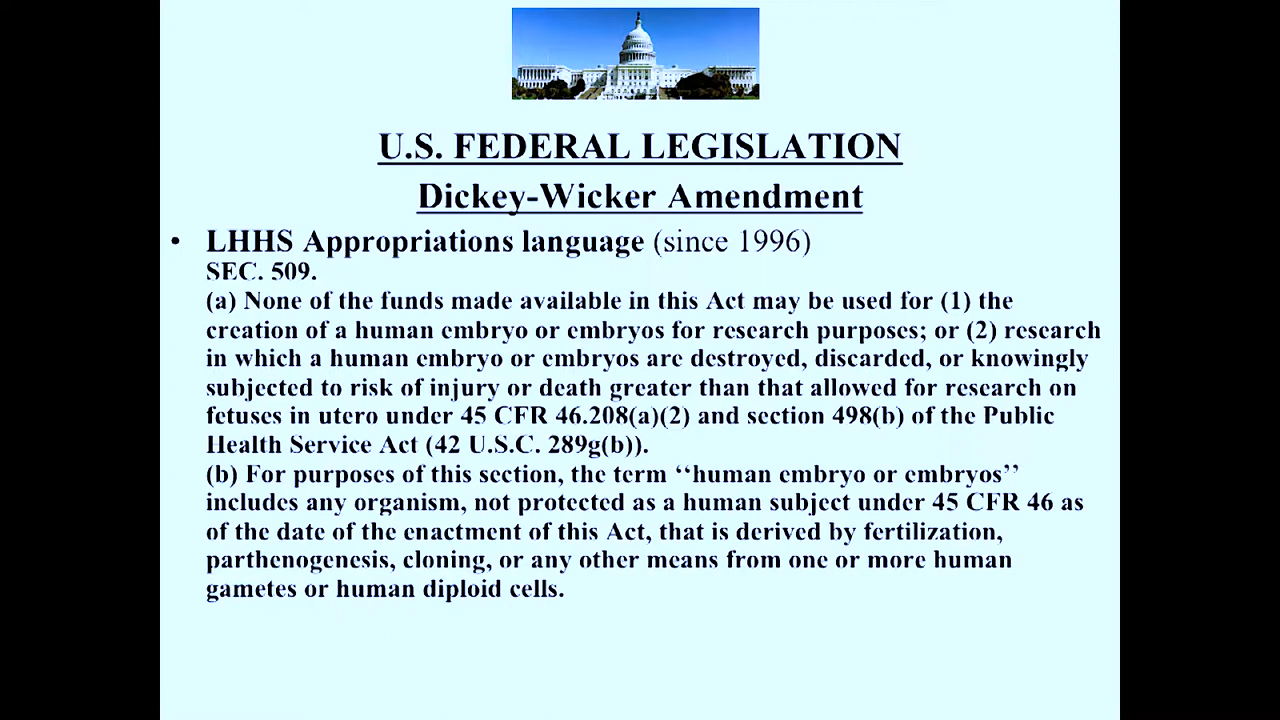 U.S. FEDERAL LEGISLATION
Dickey-Wicker Amendment
• LHHS Appropriations language (since 1996)
SEC. 509.
(a) None of the funds made available in this Act may be used for (1) the
creation of a human embryo or embryos for research purposes; or (2) research
in which a human embryo or embryos are destroyed, discarded, or knowingly
subjected to risk of injury or death greater than that allowed for research on
fetuses in utero under 45 CFR 46.208(a)(2) and section 498(b) of the Public
Health Service Act (42 U.S.C. 289g(b)).
(b) For purposes of this section, the term ‘‘human embryo or embryos’’
includes any organism, not protected as a human subject under 45 CFR 46 as
of the date of the enactment of this Act, that is derived by fertilization,
parthenogenesis, cloning, or any other means from one or more human
gametes or human diploid cells.